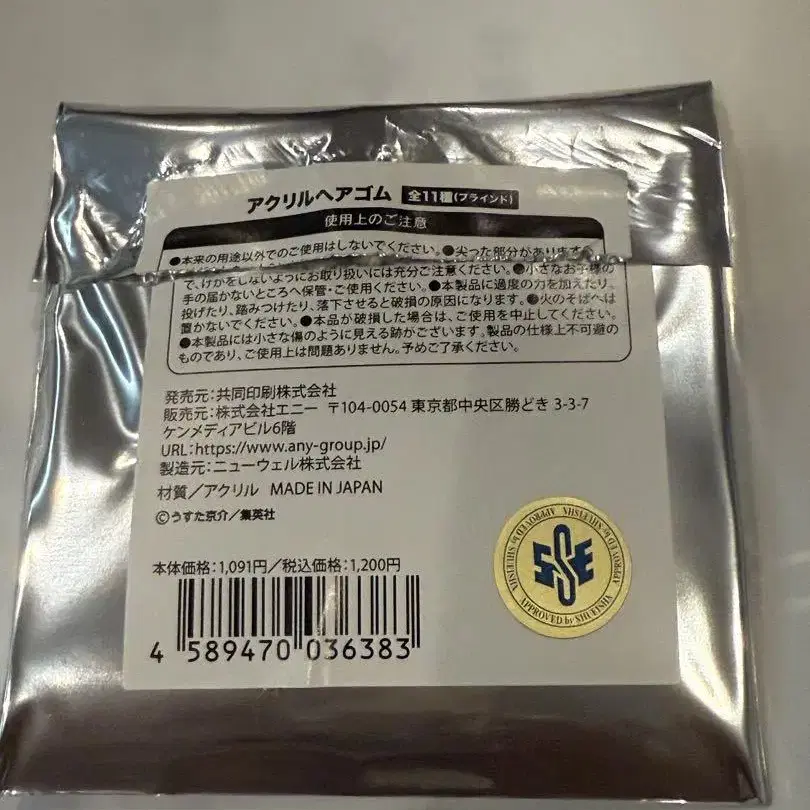 アクリルヘアゴム 全11種(ブラインド)
使用上のご注意
●本来の用途以外でのご使用はしないでください。●尖った部分があります
で、けがをしないようにお取り扱いには充分ご注意ください。●小さなお子様の
手の届かないところへ保管・ご使用ください。●本製品に過度の力を加えたり、
投げたり、踏みつけたり、落下させると破損の原因になります。●火のそばへは
置かないでください。●本品が破損した場合は、ご使用を中止してください。
●本製品には小さな傷のように見える跡がございます。製品の仕様上不可避の
ものであり、ご使用上は問題ありません。予めご了承ください。
発売元:共同印刷株式会社
販売元:株式会社エニー 〒104-0054 東京都中央区勝どき 3-3-7
ケンメディアビル6階
URL:https://www.any-group.jp/
製造元:ニューウェル株式会社
材質/アクリル MADE IN JAPAN
©うすた京介/集英社
本体価格:1,091円/税込価格:1,200円
4 589470 036383
APPROVED by SHUEISHA
APPROVED by SHUEISHA
APPROVED by SHUEISHA
SSE